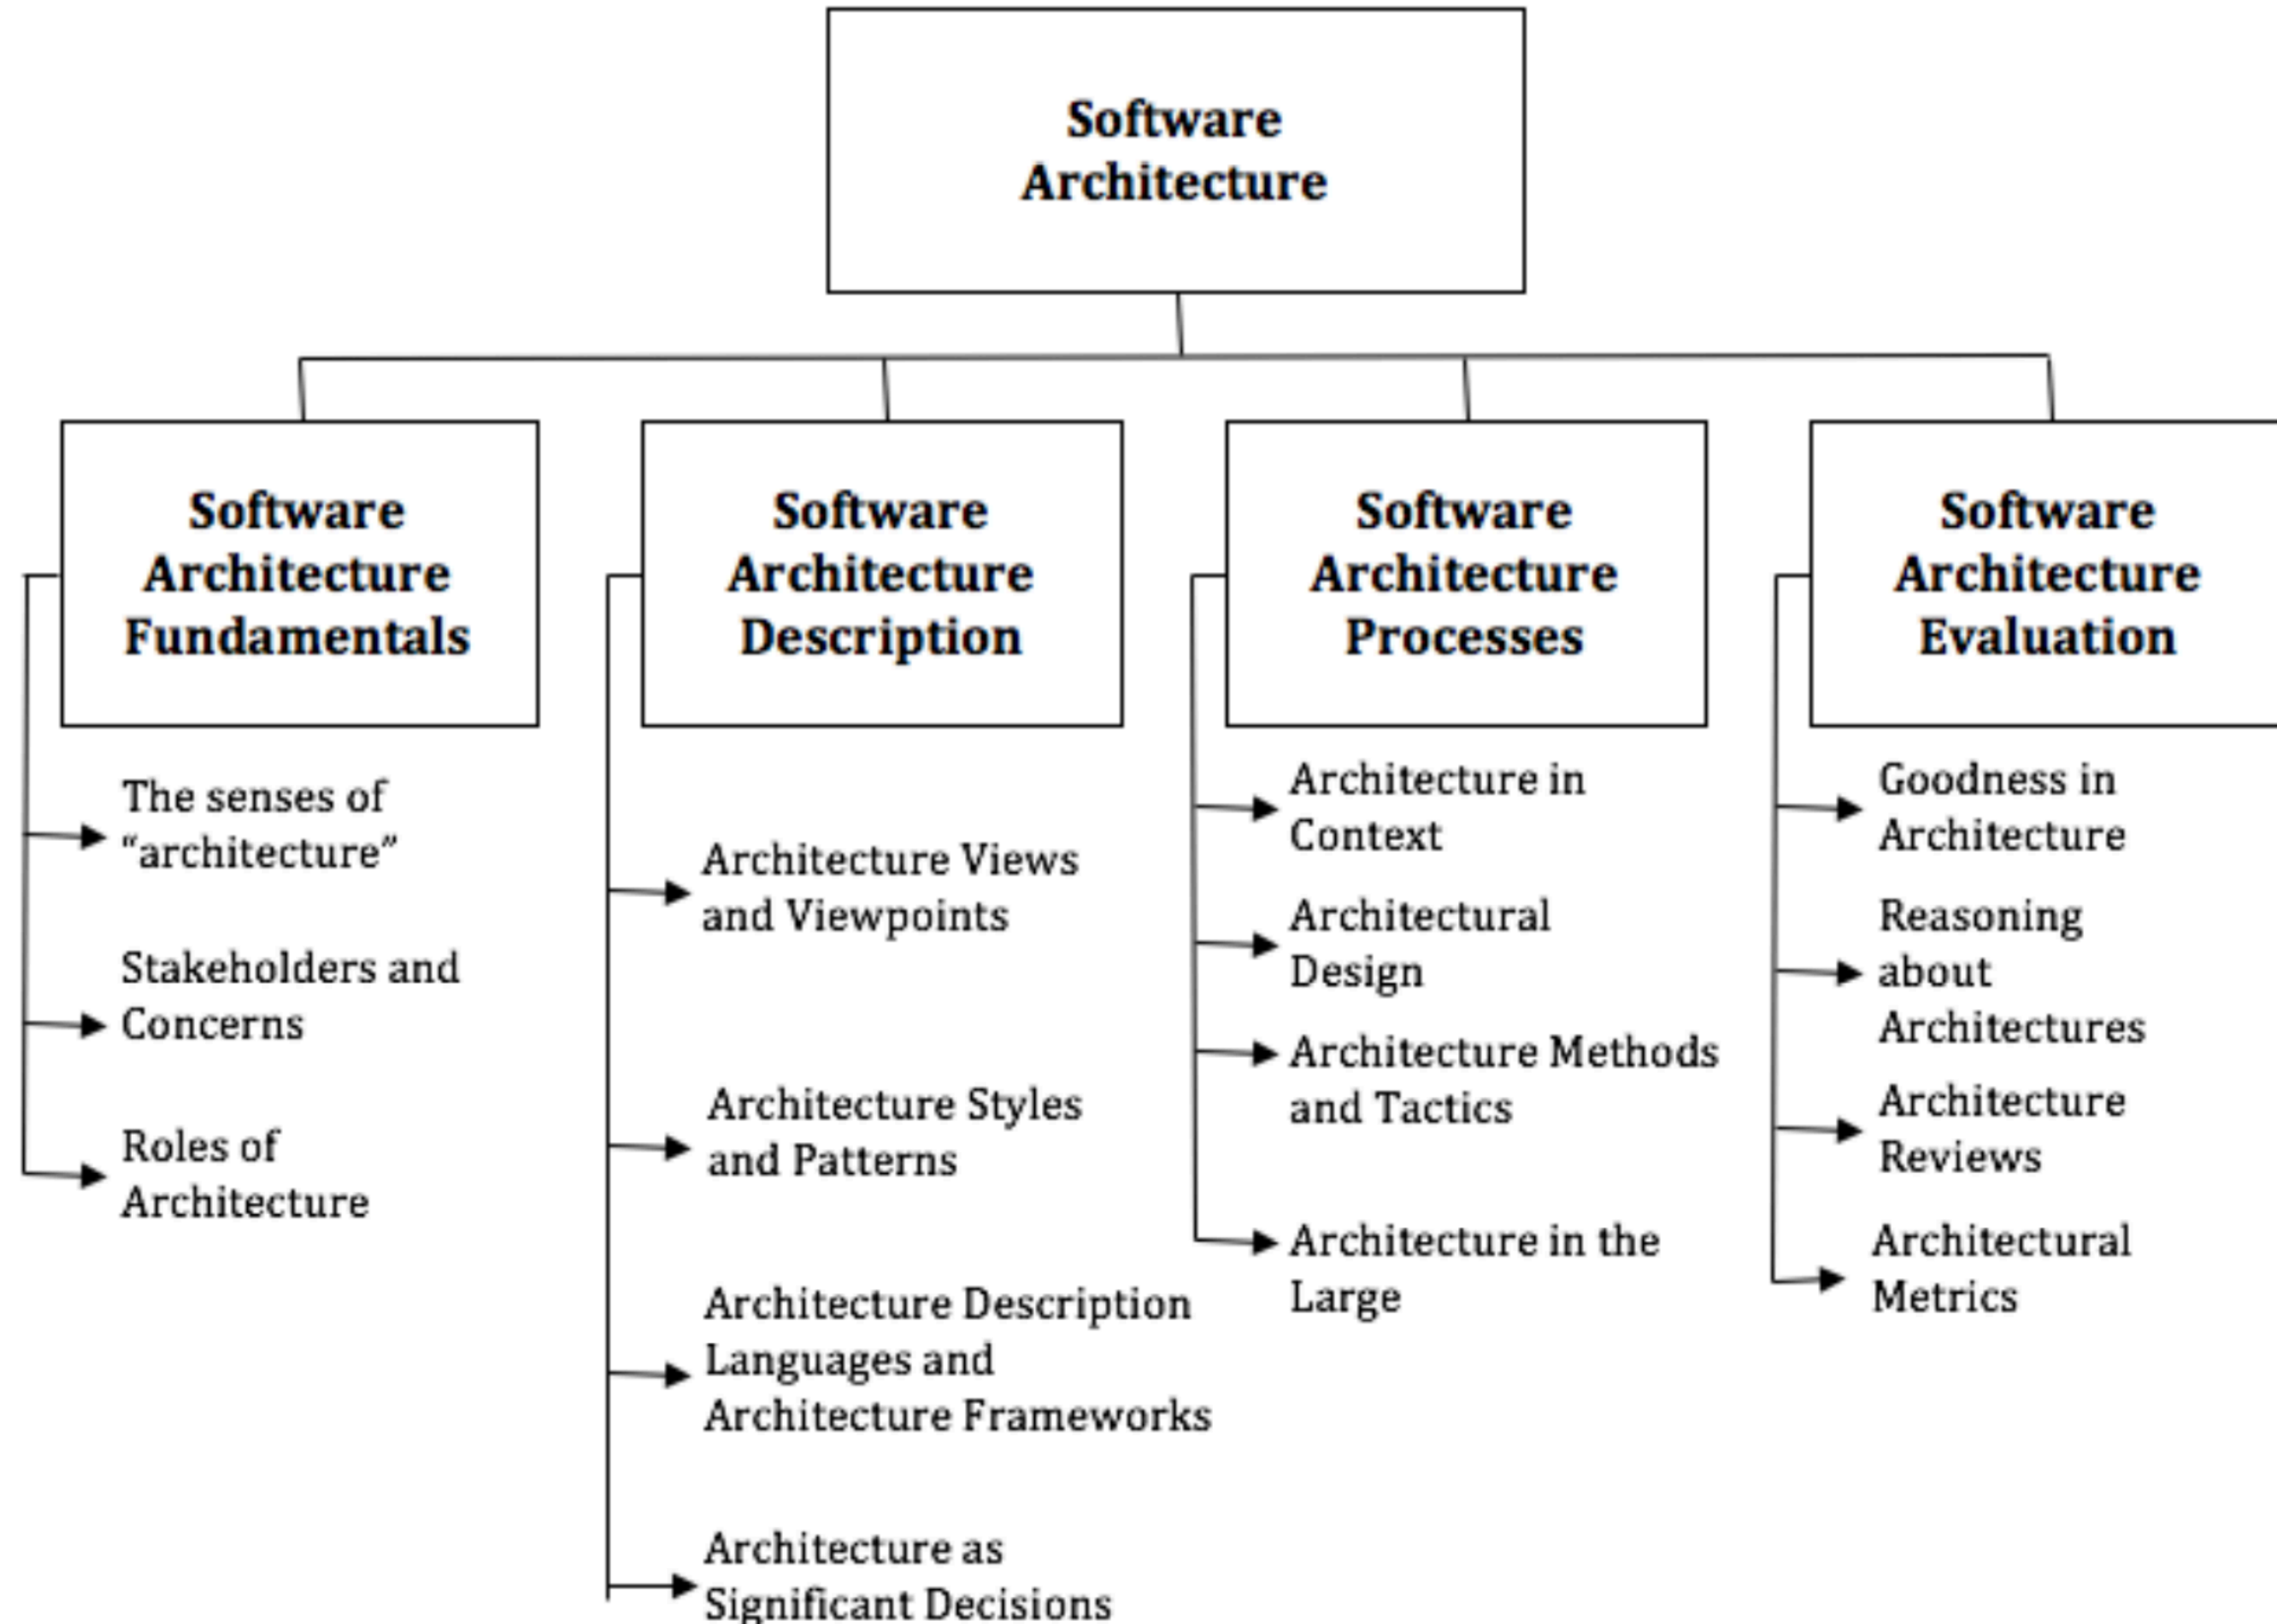 Software
Architecture
Software
Architecture
Fundamentals
The senses of
“architecture”
Stakeholders and
Concerns
Roles of
Architecture
Software
Architecture
Description
Architecture Views
and Viewpoints
Architecture Styles
and Patterns
Architecture Description
Languages and
Architecture Frameworks
Architecture as
Significant Decisions
Software
Architecture
Processes
Architecture in
Context
Architectural
Design
Architecture Methods
and Tactics
Architecture in the
Large
Software
Architecture
Evaluation
Goodness in
Architecture
Reasoning
about
Architectures
Architecture
Reviews
Architectural
Metrics